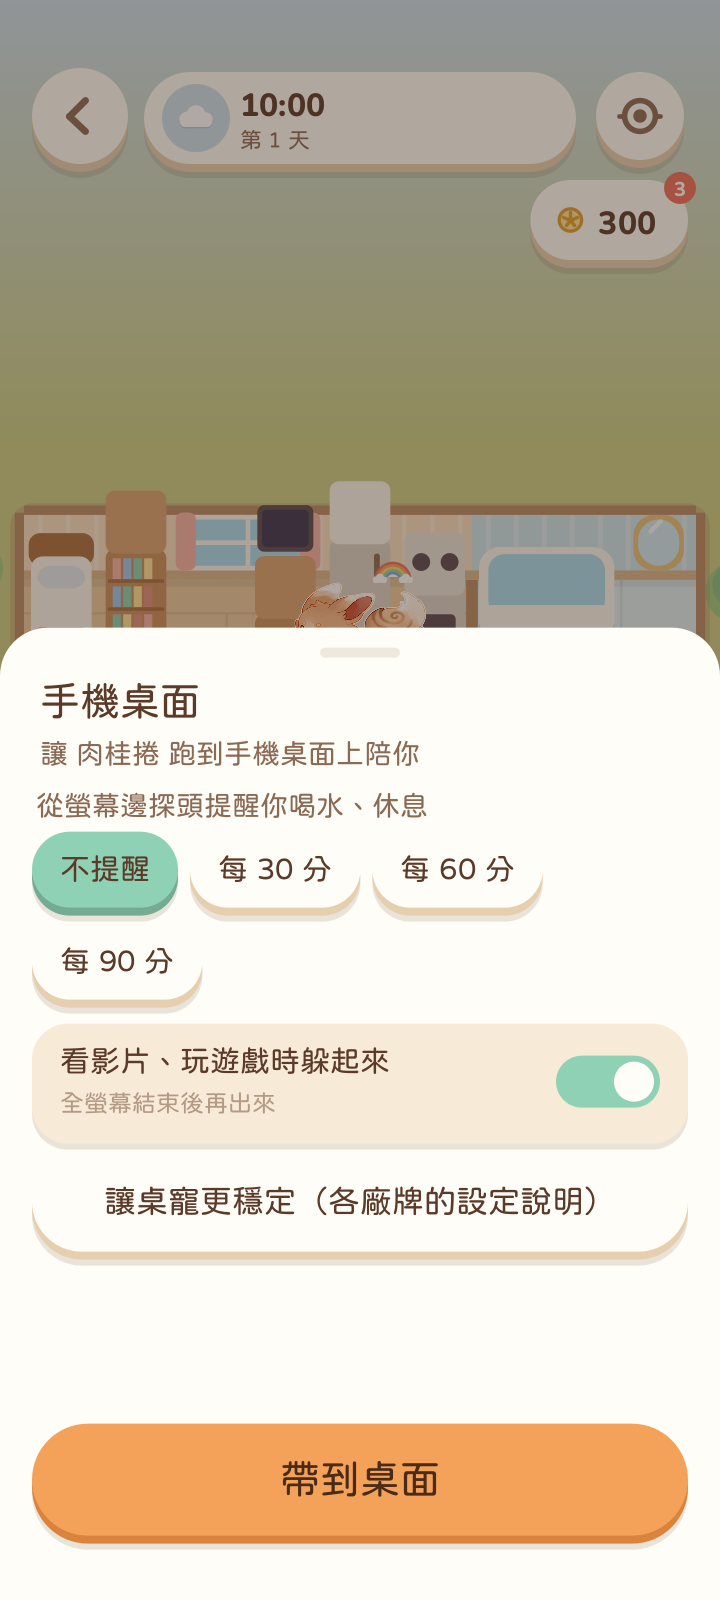 10:00
第 1 天
3
300
手機桌面
讓 肉桂捲 跑到手機桌面上陪你
從螢幕邊探頭提醒你喝水、休息
不提醒
每 30 分
每 60 分
每 90 分
看影片、玩遊戲時躲起來
全螢幕結束後再出來
讓桌寵更穩定（各廠牌的設定說明）
帶到桌面